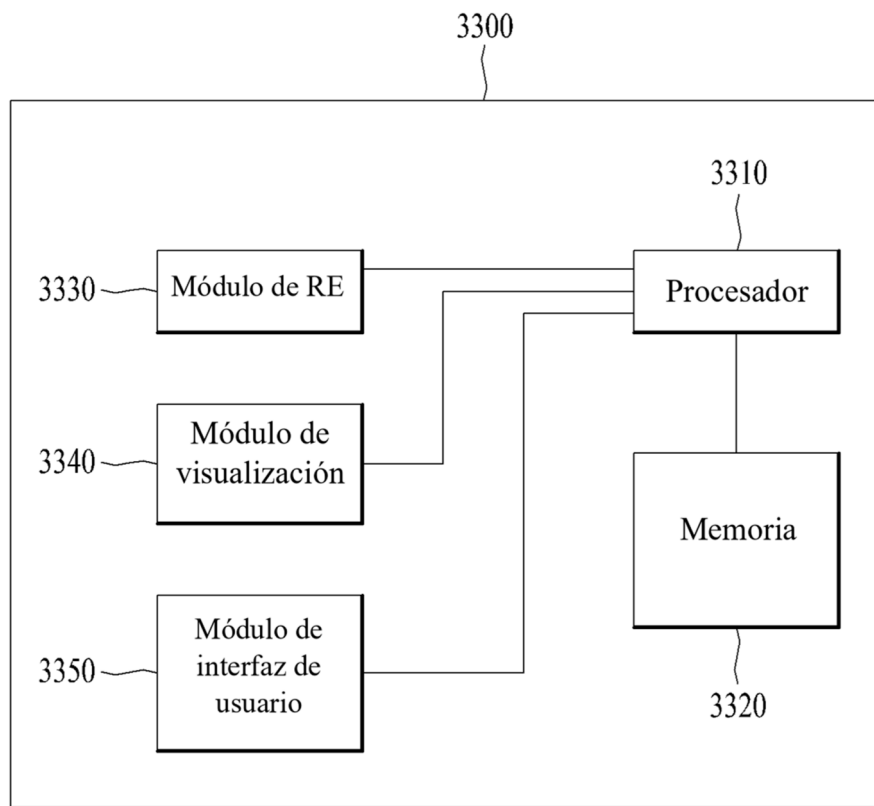 3300
3310
3330
Módulo de RE
Procesador
3340
Módulo de
visualización
Memoria
3350
Módulo de
interfaz de
usuario
3320